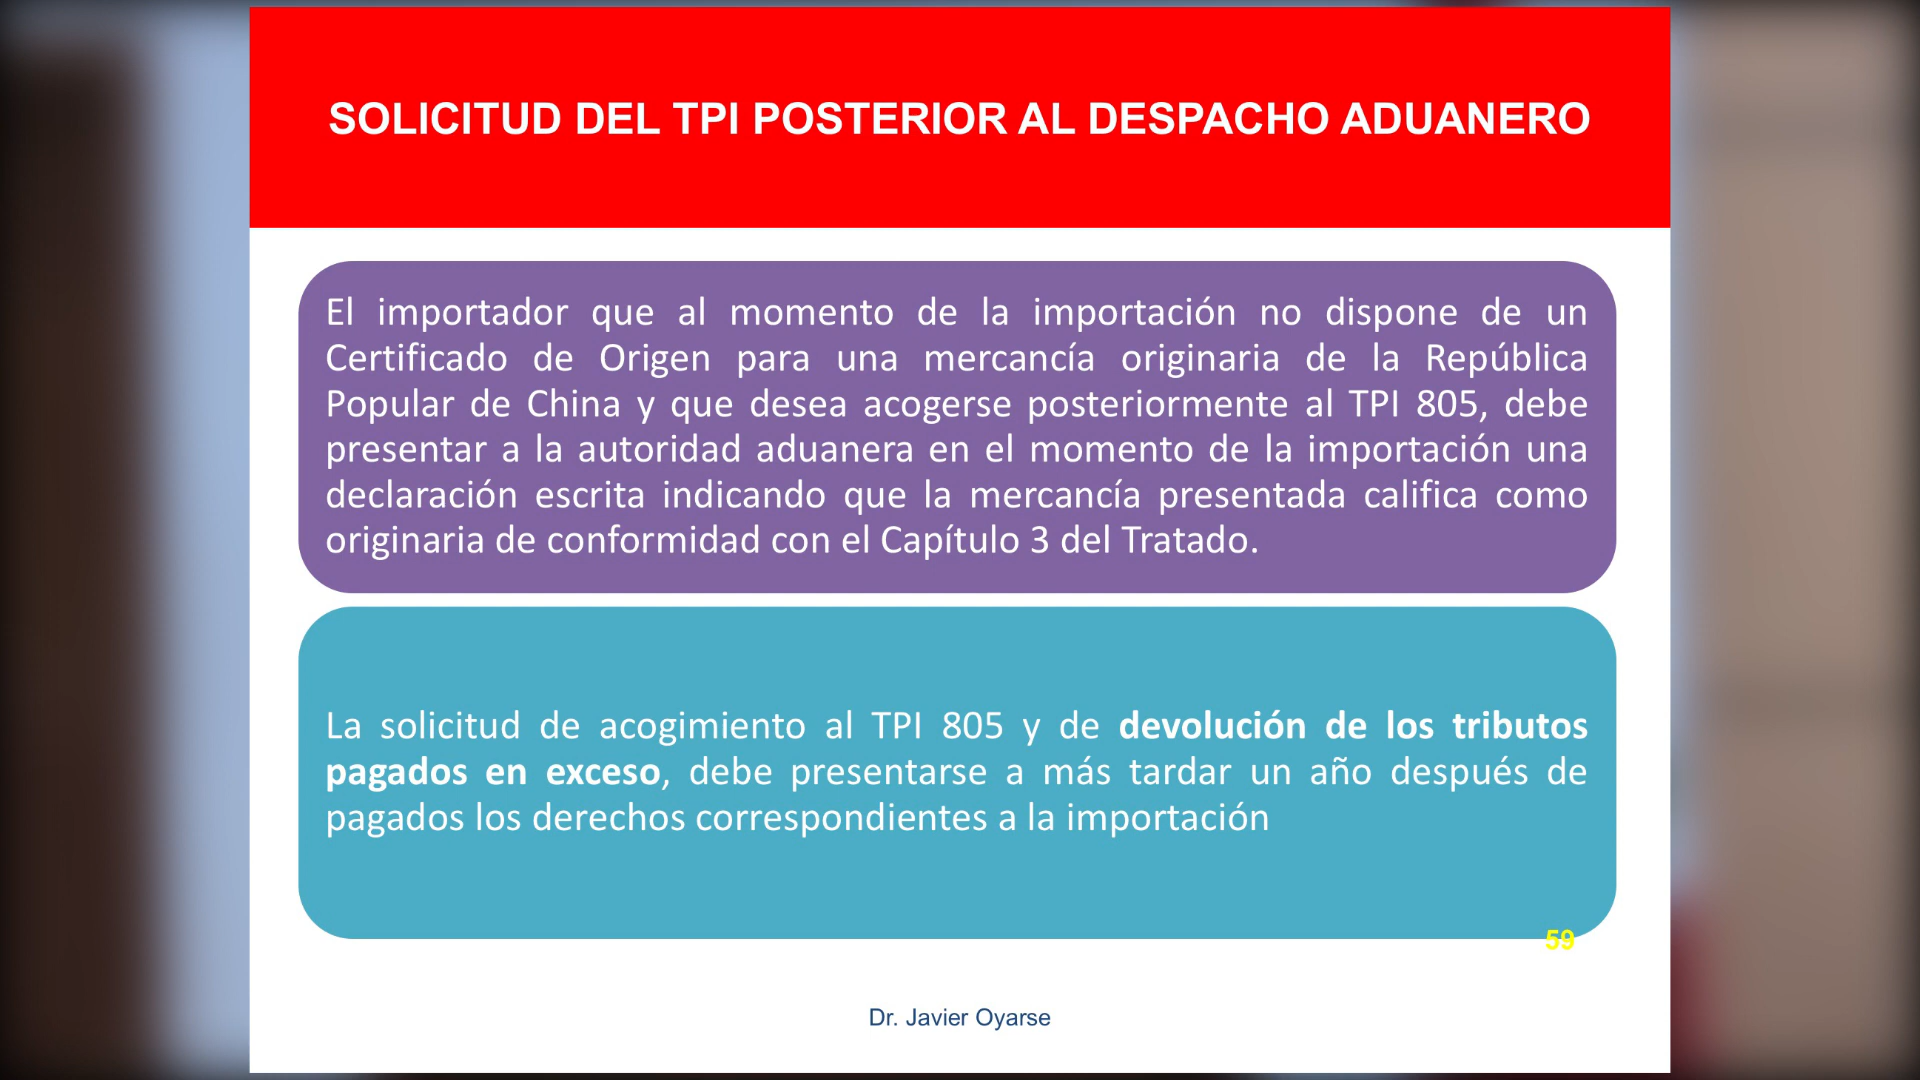 SOLICITUD DEL TPI POSTERIOR AL DESPACHO ADUANERO
El importador que al momento de la importación no dispone de un
Certificado de Origen para una mercancía originaria de la República
Popular de China y que desea acogerse posteriormente al TPI 805, debe
presentar a la autoridad aduanera en el momento de la importación una
declaración escrita indicando que la mercancía presentada califica como
originaria de conformidad con el Capítulo 3 del Tratado.
La solicitud de acogimiento al TPI 805 y de devolución de los tributos
pagados en exceso, debe presentarse a más tardar un año después de
pagados los derechos correspondientes a la importación
59
Dr. Javier Oyarse